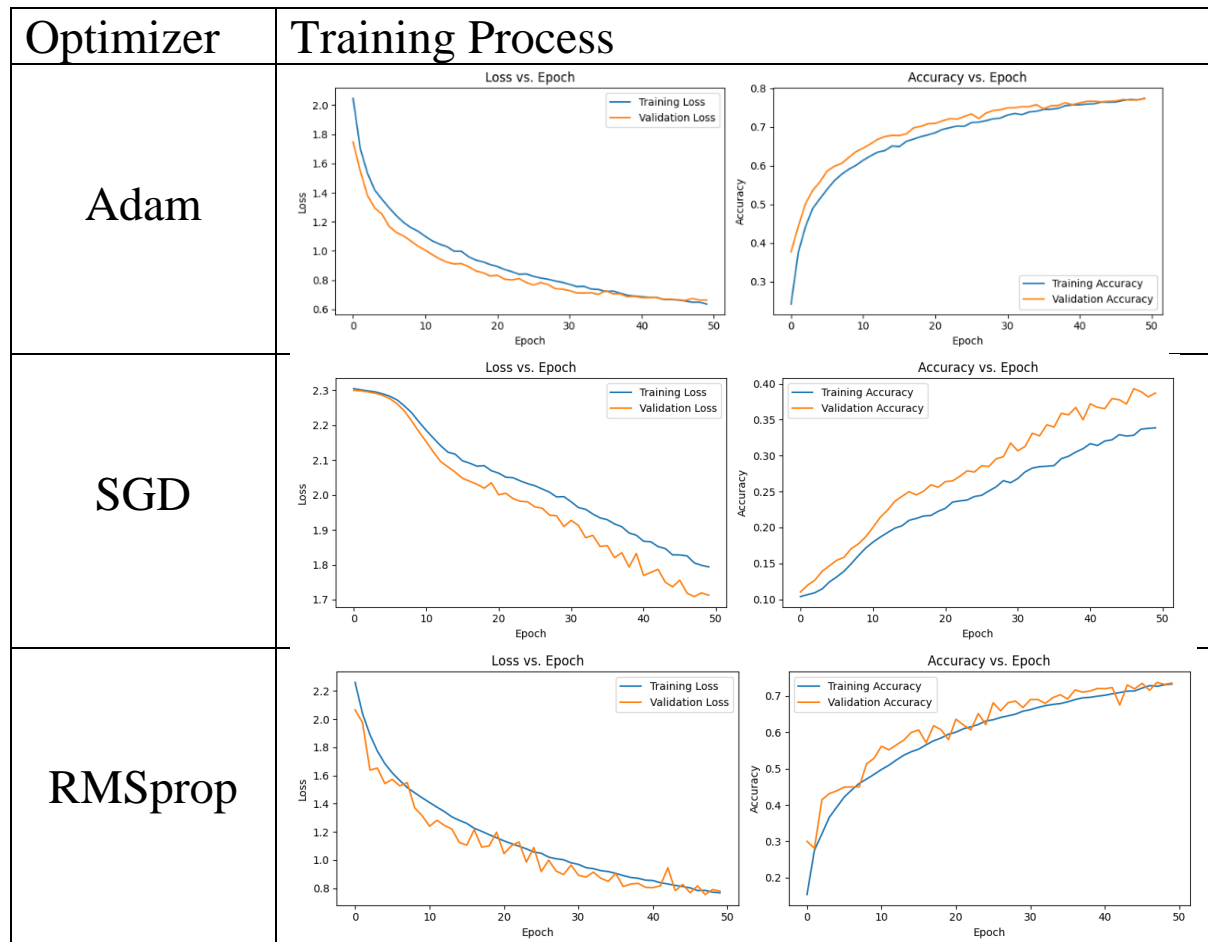 Optimizer Training Process
Adam
Loss vs. Epoch
Loss
2.0
1.8
1.6
1.4
1.2
1.0
0.8
0.6
Training Loss
Validation Loss
0 10 20 30 40 50
Epoch
Accuracy vs. Epoch
Accuracy
0.8
0.7
0.6
0.5
0.4
0.3
Training Accuracy
Validation Accuracy
0 10 20 30 40 50
Epoch
SGD
Loss vs. Epoch
Loss
2.3
2.2
2.1
2.0
1.9
1.8
1.7
Training Loss
Validation Loss
0 10 20 30 40 50
Epoch
Accuracy vs. Epoch
Accuracy
0.40
0.35
0.30
0.25
0.20
0.15
0.10
Training Accuracy
Validation Accuracy
0 10 20 30 40 50
Epoch
RMSprop
Loss vs. Epoch
Loss
2.2
2.0
1.8
1.6
1.4
1.2
1.0
0.8
Training Loss
Validation Loss
0 10 20 30 40 50
Epoch
Accuracy vs. Epoch
Accuracy
0.7
0.6
0.5
0.4
0.3
0.2
Training Accuracy
Validation Accuracy
0 10 20 30 40 50
Epoch